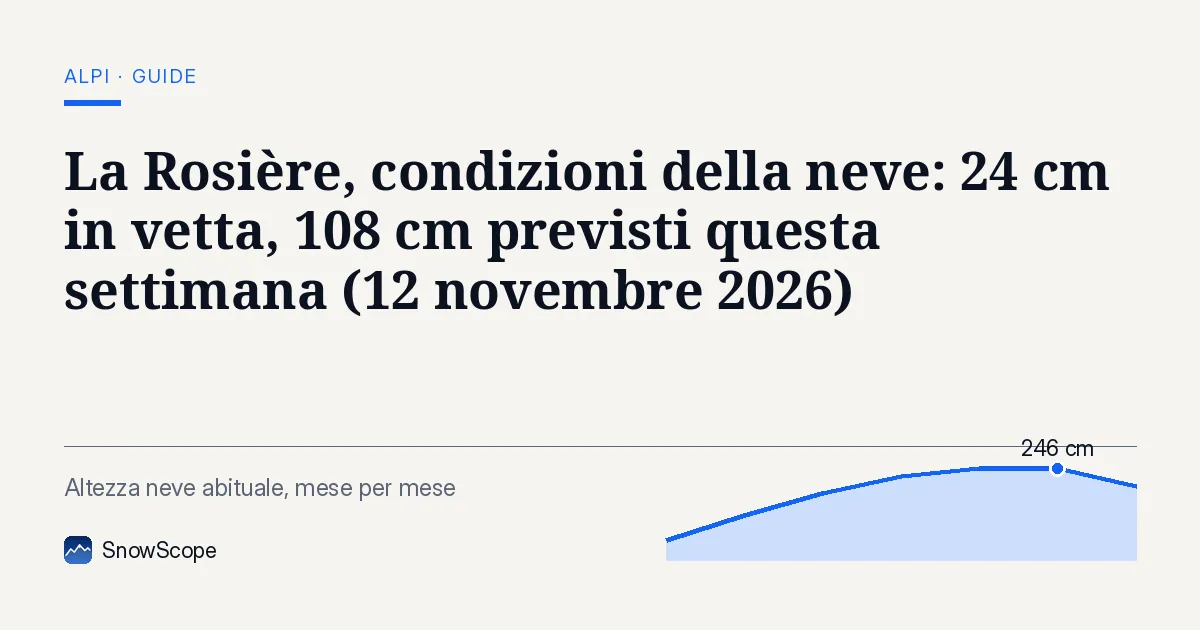 ALPI · GUIDE
La Rosière, condizioni della neve: 24 cm
in vetta, 108 cm previsti questa
settimana (12 novembre 2026)
246 cm
Altezza neve abituale, mese per mese
SnowScope